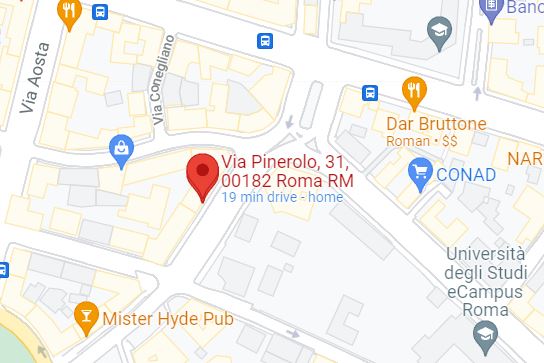 Banc
Via Aosta
Via Conegliano
Dar Bruttone
Roman • $$
NAR
Via Pinerolo, 31,
00182 Roma RM
19 min drive - home
CONAD
Università
degli Studi
eCampus
Roma
Mister Hyde Pub